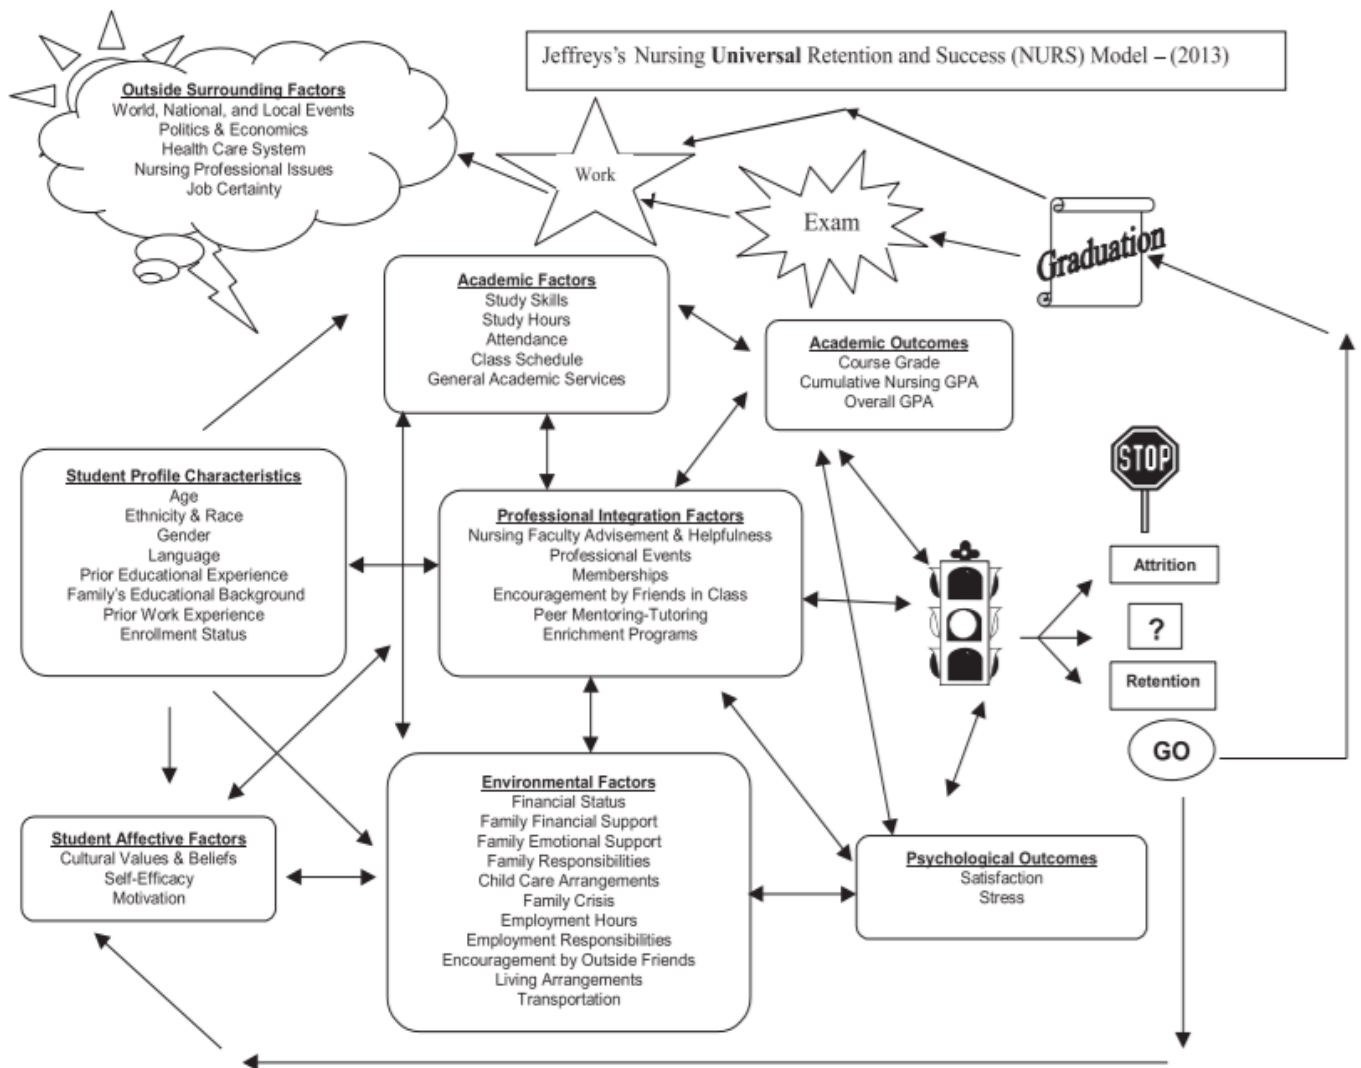 Jeffreys's Nursing Universal Retention and Success (NURS) Model – (2013)
Outside Surrounding Factors
World, National, and Local Events
Politics & Economics
Health Care System
Nursing Professional Issues
Job Certainty
Work
Exam
Graduation
Academic Factors
Study Skills
Study Hours
Attendance
Class Schedule
General Academic Services
Academic Outcomes
Course Grade
Cumulative Nursing GPA
Overall GPA
Student Profile Characteristics
Age
Ethnicity & Race
Gender
Language
Prior Educational Experience
Family's Educational Background
Prior Work Experience
Enrollment Status
Professional Integration Factors
Nursing Faculty Advisement & Helpfulness
Professional Events
Memberships
Encouragement by Friends in Class
Peer Mentoring-Tutoring
Enrichment Programs
STOP
Attrition
?
Retention
GO
Student Affective Factors
Cultural Values & Beliefs
Self-Efficacy
Motivation
Environmental Factors
Financial Status
Family Financial Support
Family Emotional Support
Family Responsibilities
Child Care Arrangements
Family Crisis
Employment Hours
Employment Responsibilities
Encouragement by Outside Friends
Living Arrangements
Transportation
Psychological Outcomes
Satisfaction
Stress